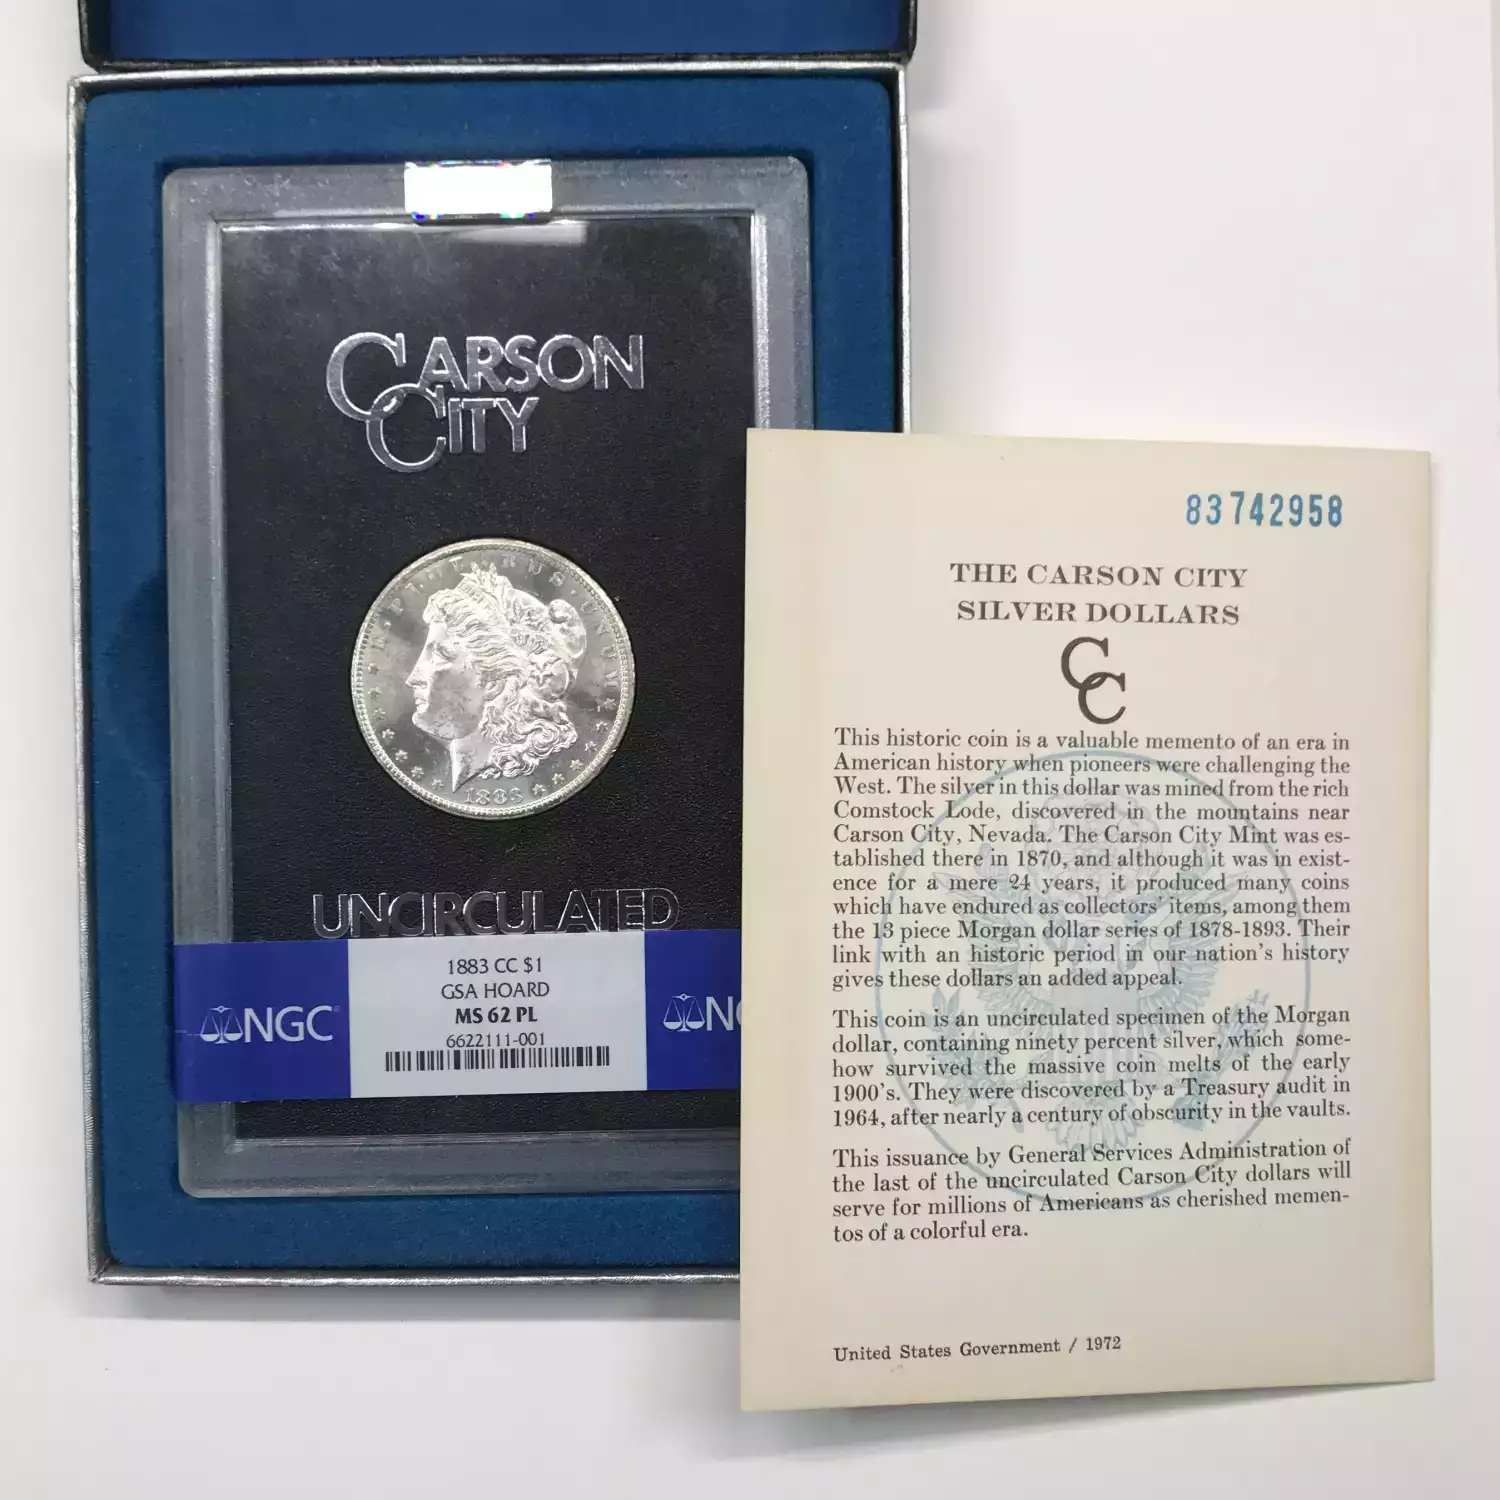 CARSON
CITY
E·PLURIBUS·UNUM
1883
UNCIRCULATED
1883 CC $1
GSA HOARD
MS 62 PL
6622111-001
NGC
83742958
THE CARSON CITY
SILVER DOLLARS
CC
This historic coin is a valuable memento of an era in
American history when pioneers were challenging the
West. The silver in this dollar was mined from the rich
Comstock Lode, discovered in the mountains near
Carson City, Nevada. The Carson City Mint was es-
tablished there in 1870, and although it was in exist-
ence for a mere 24 years, it produced many coins
which have endured as collectors' items, among them
the 13 piece Morgan dollar series of 1878-1893. Their
link with an historic period in our nation's history
gives these dollars an added appeal.
This coin is an uncirculated specimen of the Morgan
dollar, containing ninety percent silver, which some-
how survived the massive coin melts of the early
1900's. They were discovered by a Treasury audit in
1964, after nearly a century of obscurity in the vaults.
This issuance by General Services Administration of
the last of the uncirculated Carson City dollars will
serve for millions of Americans as cherished memen-
tos of a colorful era.
United States Government / 1972